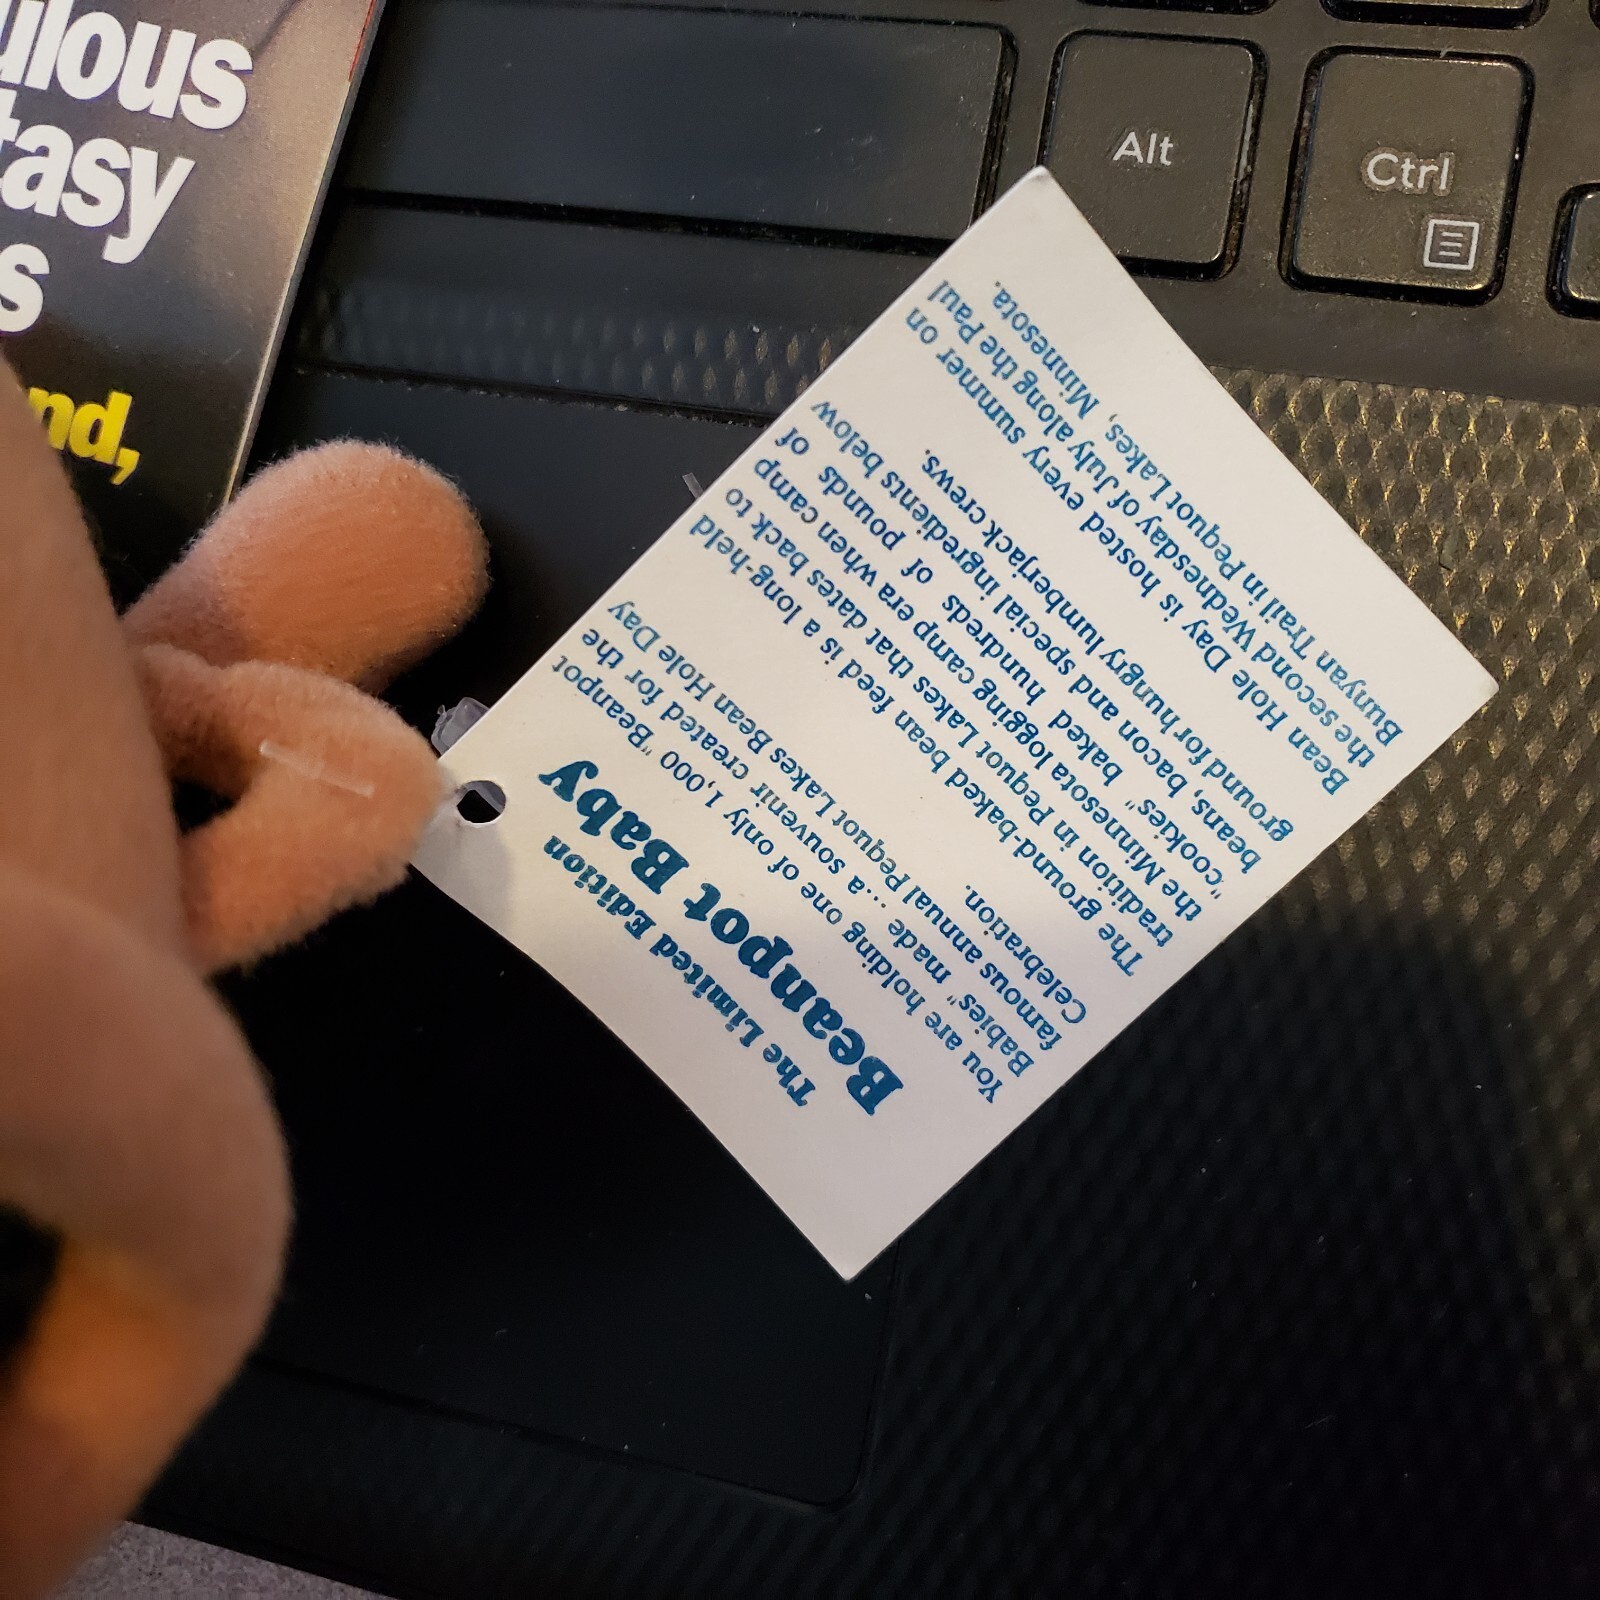 ulous
tasy
s
nd,
Alt
Ctrl
The Limited Edition
Beanpot Baby
You are holding one of only 1,000 "Beanpot
Babies" made ...a souvenir created for the
famous annual Pequot Lakes Bean Hole Day
Celebration.
The ground-baked bean feed is a long-held
tradition in Pequot Lakes that dates back to
the Minnesota logging camp era when camp
"cookies" baked hundreds of pounds of
beans, bacon and special ingredients below
ground for hungry lumberjack crews.
Bean Hole Day is hosted every summer on
the second Wednesday of July along the Paul
Bunyan Trail in Pequot Lakes, Minnesota.